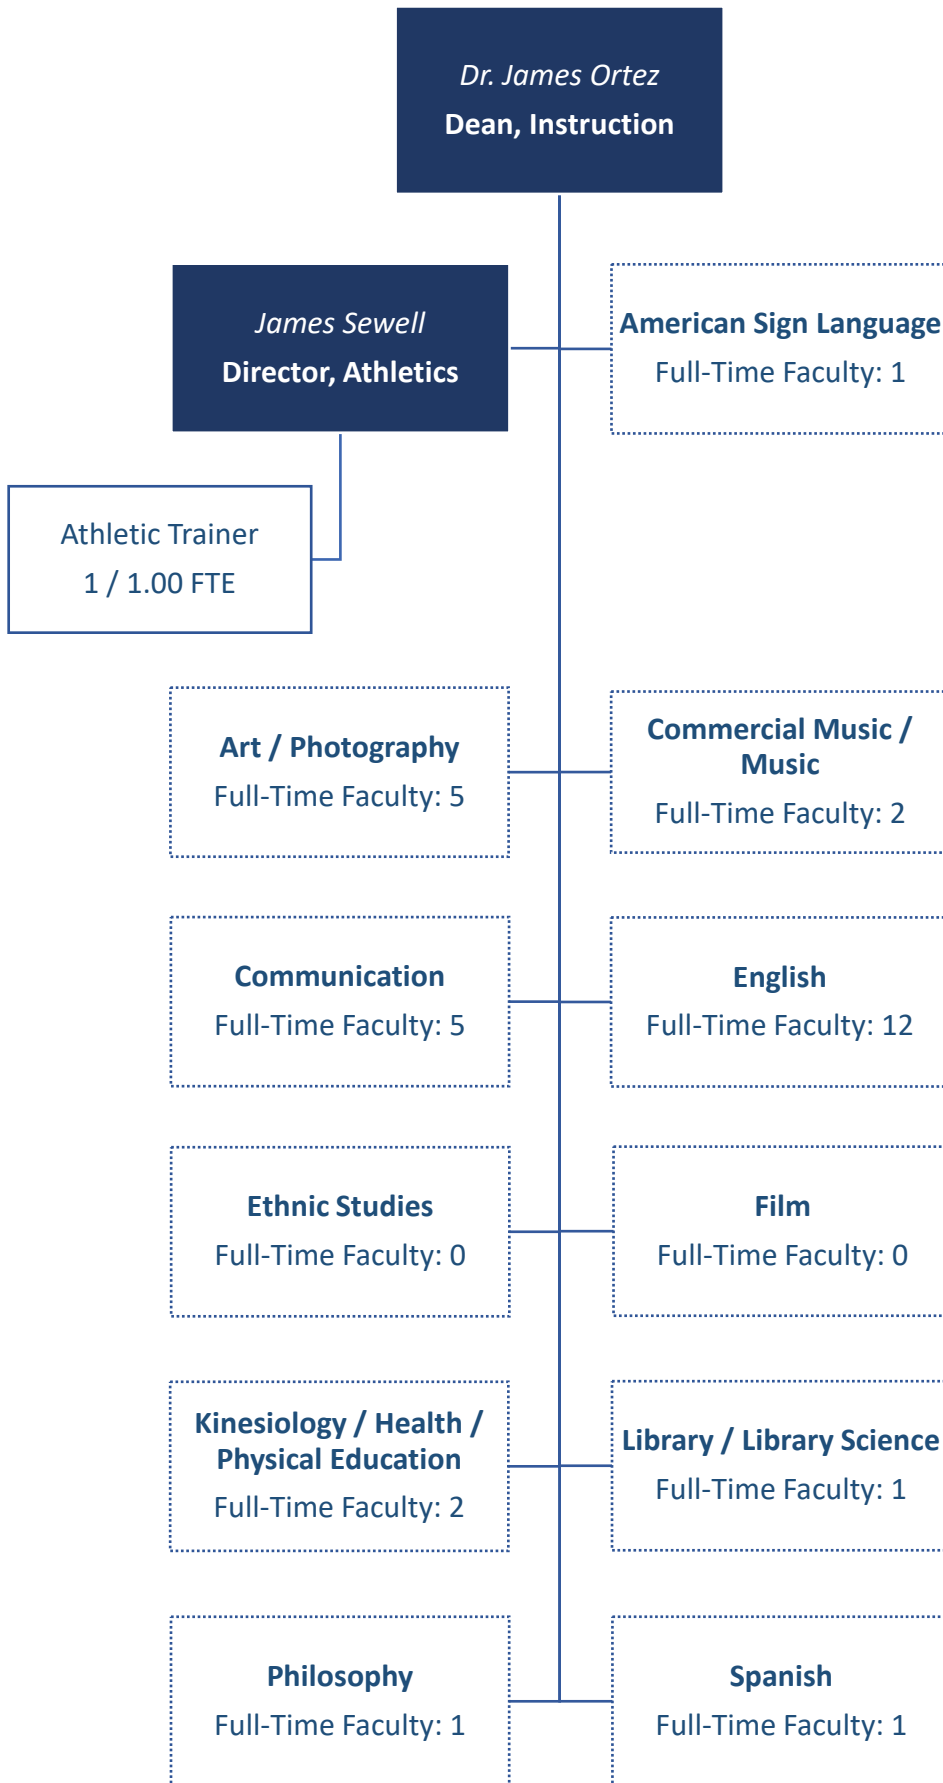 Dr. James Ortez
Dean, Instruction
James Sewell
Director, Athletics
American Sign Language
Full-Time Faculty: 1
Athletic Trainer
1 / 1.00 FTE
Art / Photography
Full-Time Faculty: 5
Commercial Music /
Music
Full-Time Faculty: 2
Communication
Full-Time Faculty: 5
English
Full-Time Faculty: 12
Ethnic Studies
Full-Time Faculty: 0
Film
Full-Time Faculty: 0
Kinesiology / Health /
Physical Education
Full-Time Faculty: 2
Library / Library Science
Full-Time Faculty: 1
Philosophy
Full-Time Faculty: 1
Spanish
Full-Time Faculty: 1